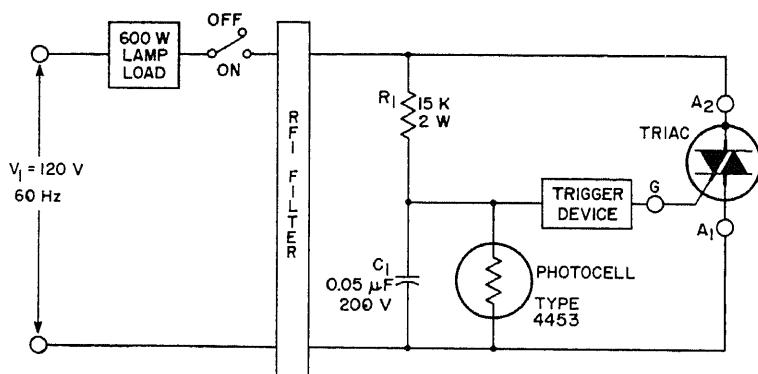 OFF
600 W
LAMP
LOAD
ON
RFI FILTER
V₁ = 120 V
60 Hz
R₁
15 K
2 W
A₂
TRIAC
TRIGGER
DEVICE
G
A₁
C₁
0.05 µF
200 V
PHOTOCELL
TYPE
4453